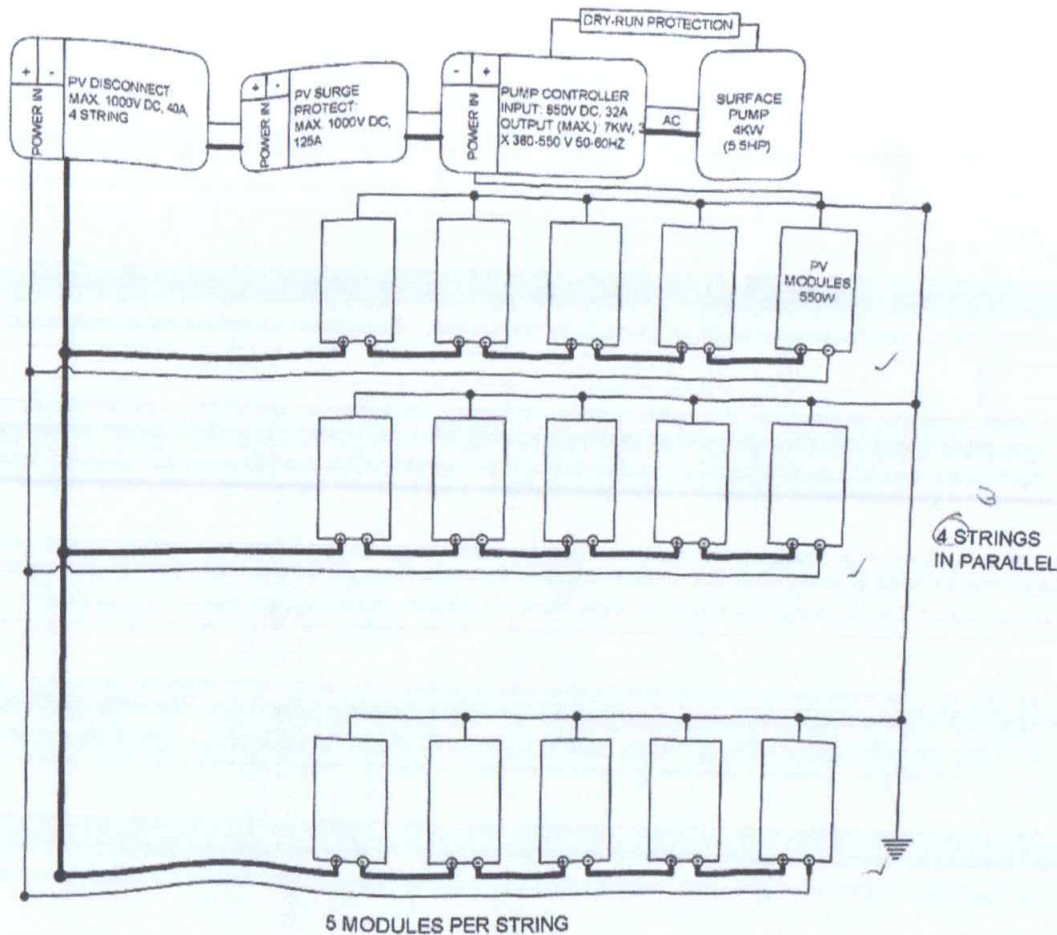 DRY-RUN PROTECTION
+ -
POWER IN
PV DISCONNECT
MAX. 1000V DC, 40A,
4 STRING
+ -
POWER IN
PV SURGE
PROTECT:
MAX. 1000V DC,
125A
- +
POWER IN
PUMP CONTROLLER
INPUT: 850V DC, 32A
OUTPUT (MAX.) 7KW, 3
X 380-550 V 50-60HZ
AC
SURFACE
PUMP
4KW
(5.5HP)
PV
MODULES
550W
4 STRINGS
IN PARALLEL
5 MODULES PER STRING